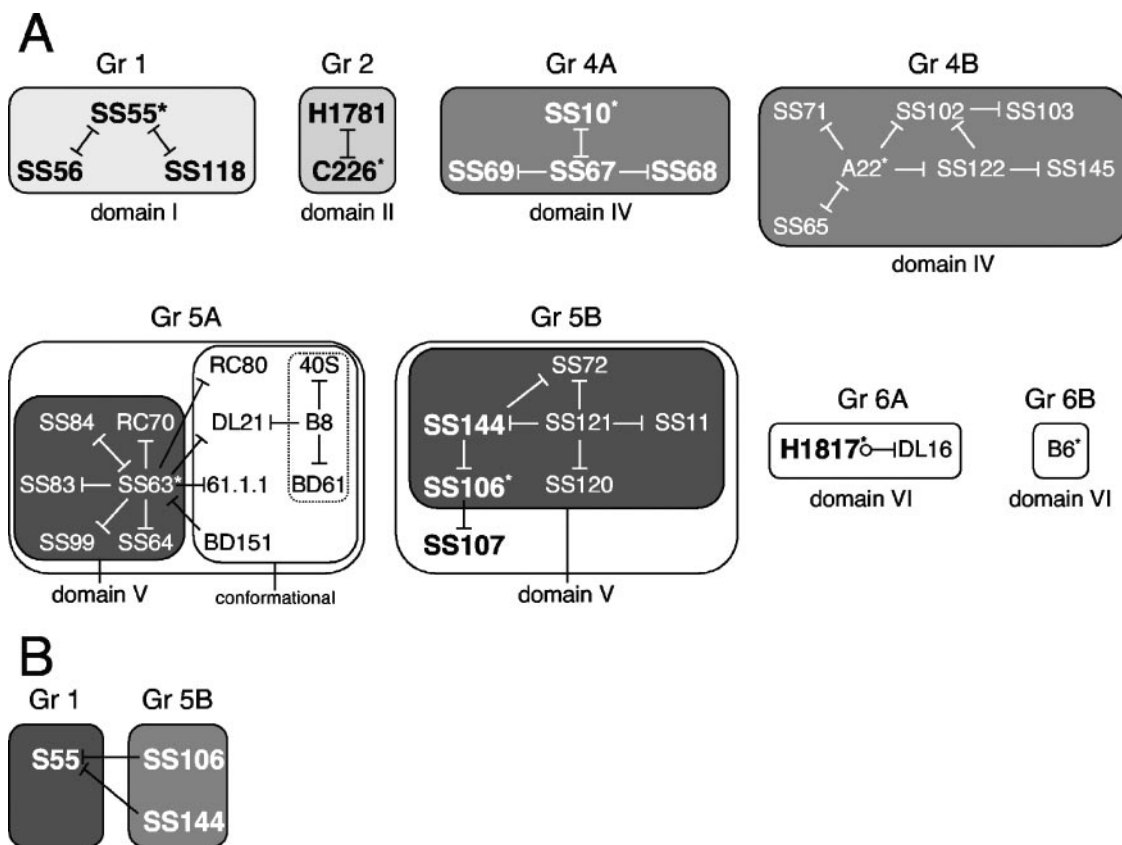 A
Gr 1
Gr 2
Gr 4A
Gr 4B
SS55*
SS56
SS118
domain I
H1781
C226*
domain II
SS10*
SS69 SS67 SS68
domain IV
SS71 SS102 SS103
A22* SS122 SS145
SS65
domain IV
Gr 5A
Gr 5B
Gr 6A
Gr 6B
RC80 40S
SS84 RC70 DL21 B8
SS83 SS63* 61.1.1 BD61
SS99 SS64 BD151
domain V
conformational
SS72
SS144 SS121 SS11
SS106* SS120
SS107
domain V
H1817* DL16
domain VI
B6*
domain VI
B
Gr 1
Gr 5B
S55 SS106
SS144